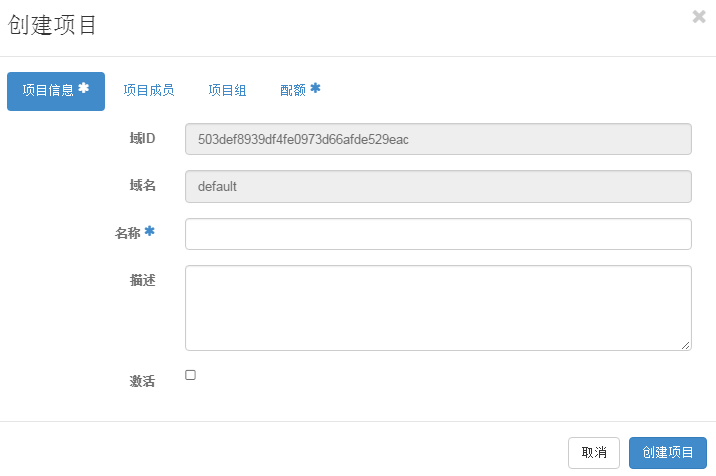 创建项目
项目信息 * 项目成员 项目组 配额 *
域ID 503def8939df4fe0973d66afde529eac
域名 default
名称 *
描述
激活
取消 创建项目